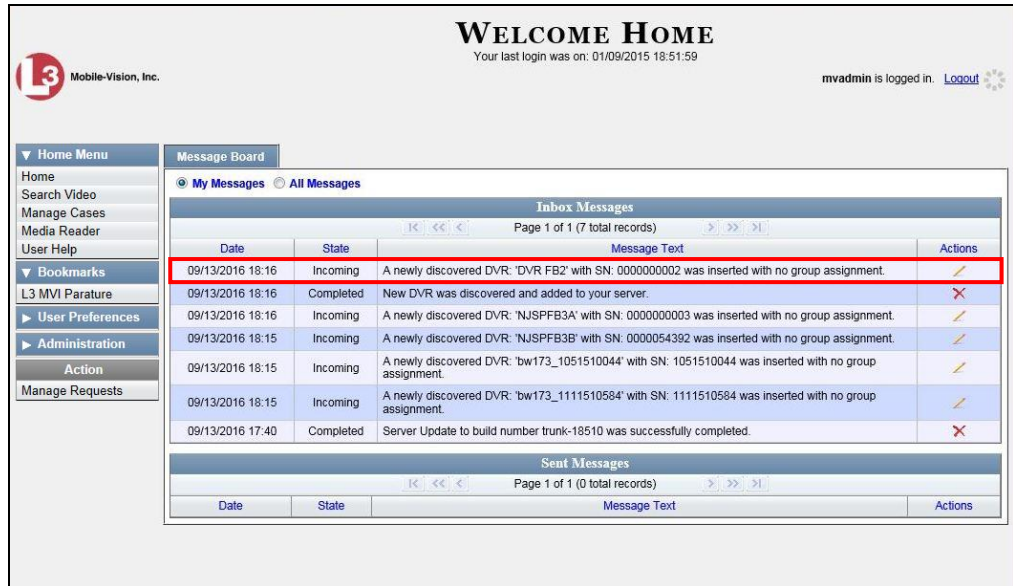 WELCOME HOME
Your last login was on: 01/09/2015 18:51:59
L3 Mobile-Vision, Inc.
mvadmin is logged in. Logout
Home Menu
Home
Search Video
Manage Cases
Media Reader
User Help
Bookmarks
L3 MVI Parature
User Preferences
Administration
Action
Manage Requests
Message Board
My Messages All Messages
Inbox Messages
Page 1 of 1 (7 total records)
Date State Message Text Actions
09/13/2016 18:16 Incoming A newly discovered DVR: 'DVR FB2' with SN: 0000000002 was inserted with no group assignment.
09/13/2016 18:16 Completed New DVR was discovered and added to your server.
09/13/2016 18:16 Incoming A newly discovered DVR: 'NJSPFB3A' with SN: 0000000003 was inserted with no group assignment.
09/13/2016 18:15 Incoming A newly discovered DVR: 'NJSPFB3B' with SN: 0000054392 was inserted with no group assignment.
09/13/2016 18:15 Incoming A newly discovered DVR: 'bw173_1051510044' with SN: 1051510044 was inserted with no group
assignment.
09/13/2016 18:15 Incoming A newly discovered DVR: 'bw173_1111510584' with SN: 1111510584 was inserted with no group
assignment.
09/13/2016 17:40 Completed Server Update to build number trunk-18510 was successfully completed.
Sent Messages
Page 1 of 1 (0 total records)
Date State Message Text Actions